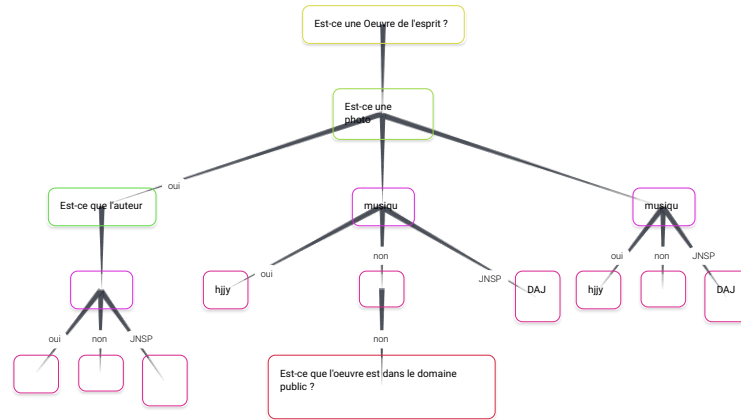 Est-ce une Oeuvre de l'esprit ?
Est-ce une
photo
oui
Est-ce que l'auteur
musiqu
musiqu
oui
non
JNSP
oui
non
JNSP
hjjy
DAJ
hjjy
DAJ
oui
non
JNSP
non
Est-ce que l'oeuvre est dans le domaine
public ?